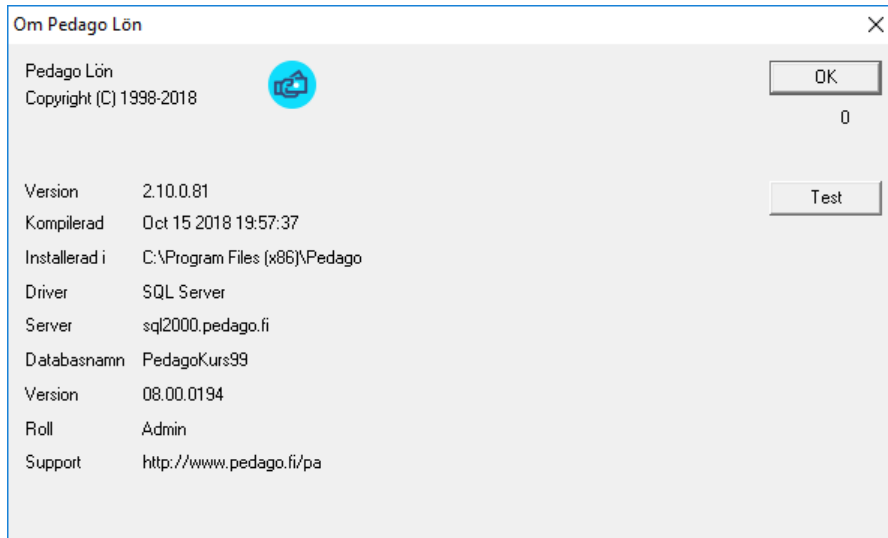 Om Pedago Lön
Pedago Lön
Copyright (C) 1998-2018
OK
0
Version 2.10.0.81
Test
Kompilerad Oct 15 2018 19:57:37
Installerad i C:\Program Files (x86)\Pedago
Driver SQL Server
Server sql2000.pedago.fi
Databasnamn PedagoKurs99
Version 08.00.0194
Roll Admin
Support http://www.pedago.fi/pa